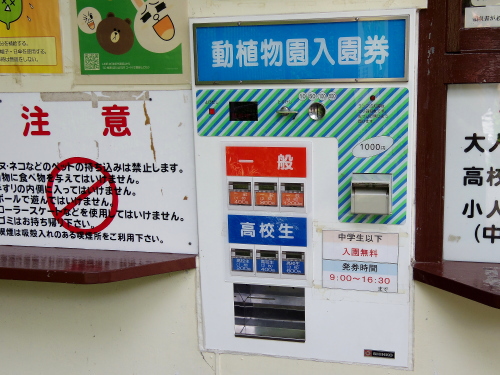 動植物園入園券
注意
ヌ・ネコなどのペットの持ち込みは禁止します。
物に食べ物を与えてはいけません。
すりの内側に入ってはいけません。
ボールで遊んではいけません。
ローラースケートなどを使用してはいけません。
ゴミはお持ち帰り下さい。
喫煙は吸殻入れのある喫煙所をご利用下さい。
1000円
一般
高校生
中学生以下
入園無料
発券時間
9:00~16:30
まで
大人
高校
小人
(中